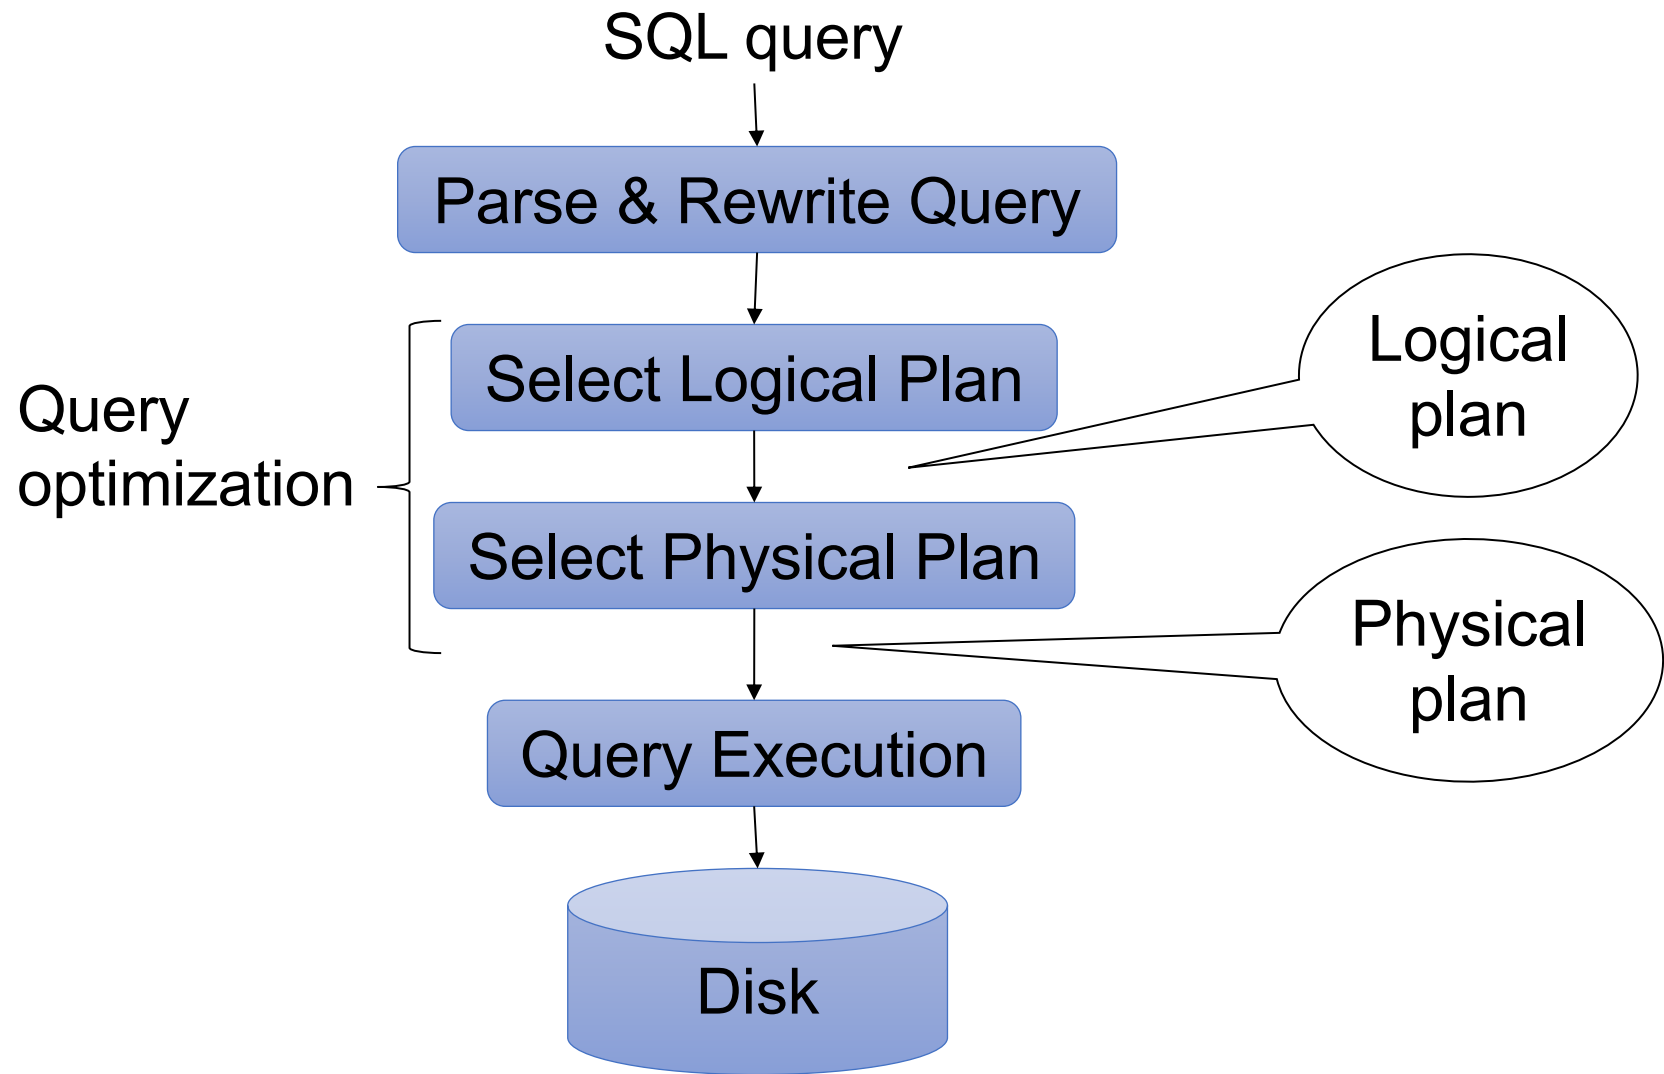 SQL query
Parse & Rewrite Query
Select Logical Plan
Logical
plan
Query
optimization
Select Physical Plan
Physical
plan
Query Execution
Disk